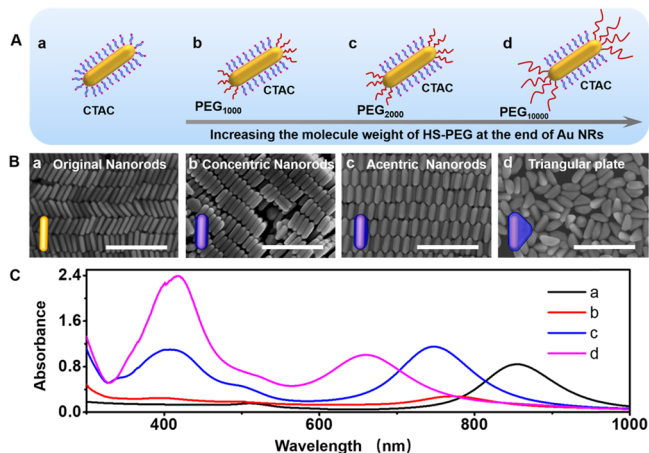 A
a
b
c
d
CTAC
PEG1000
CTAC
PEG2000
CTAC
PEG10000
CTAC
Increasing the molecule weight of HS-PEG at the end of Au NRs
B
a Original Nanorods
b Concentric Nanorods
c Acentric Nanorods
d Triangular plate
C
2.4
1.6
0.8
0.0
Absorbance
a
b
c
d
400
600
800
1000
Wavelength (nm)